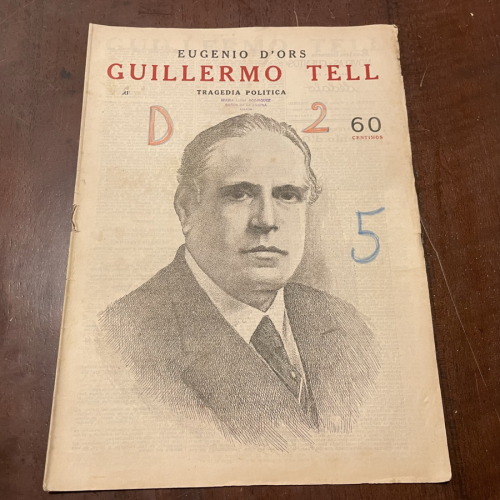 EUGENIO D'ORS
GUILLERMO TELL
TRAGEDIA POLITICA
D 2 60
CENTIMOS
5